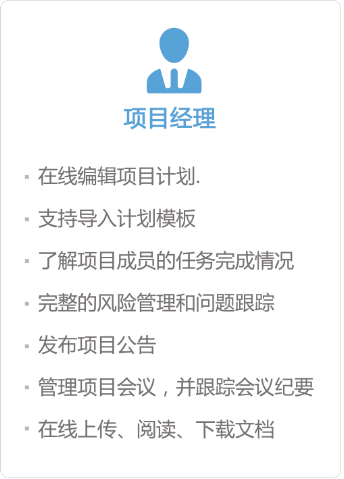 项目经理
在线编辑项目计划.
支持导入计划模板
了解项目成员的任务完成情况
完整的风险管理和问题跟踪
发布项目公告
管理项目会议，并跟踪会议纪要
在线上传、阅读、下载文档